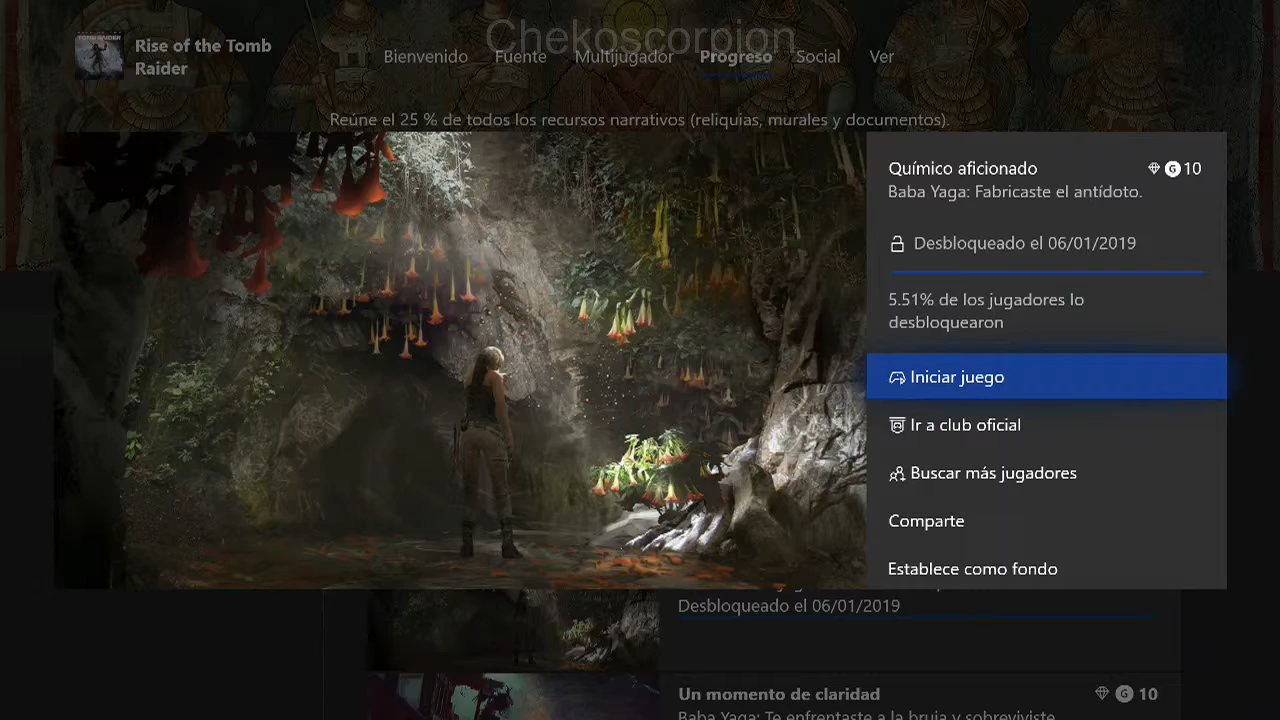 Chekoscorpion
Rise of the Tomb
Raider
Bienvenido
Fuente
Multijugador
Progreso
Social
Ver
Reúne el 25 % de todos los recursos narrativos (reliquias, murales y documentos).
Químico aficionado
G 10
Baba Yaga: Fabricaste el antídoto.
Desbloqueado el 06/01/2019
5.51% de los jugadores lo
desbloquearon
Iniciar juego
Ir a club oficial
Buscar más jugadores
Comparte
Establece como fondo
Desbloqueado el 06/01/2019
Un momento de claridad
G 10
Baba Yaga: Te enfrentaste a la bruja y sobreviviste